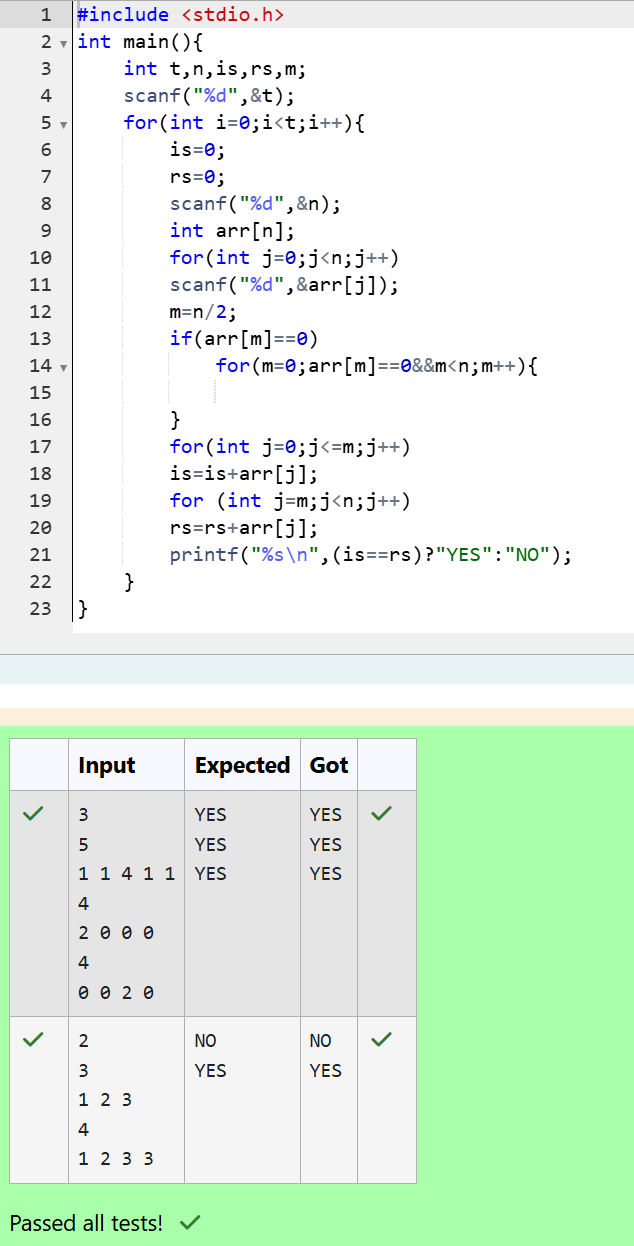 1 #include <stdio.h>
2 int main(){
3     int t,n,is,rs,m;
4     scanf("%d",&t);
5     for(int i=0;i<t;i++){
6         is=0;
7         rs=0;
8         scanf("%d",&n);
9         int arr[n];
10         for(int j=0;j<n;j++)
11         scanf("%d",&arr[j]);
12         m=n/2;
13         if(arr[m]==0)
14             for(m=0;arr[m]==0&&m<n;m++){
15
16         }
17         for(int j=0;j<=m;j++)
18         is=is+arr[j];
19         for (int j=m;j<n;j++)
20         rs=rs+arr[j];
21         printf("%s\n",(is==rs)?"YES":"NO");
22     }
23 }
Input Expected Got
3 YES YES
5 YES YES
1 1 4 1 1 YES YES
4
2 0 0 0
4
0 0 2 0
2 NO NO
3 YES YES
1 2 3
4
1 2 3 3
Passed all tests!